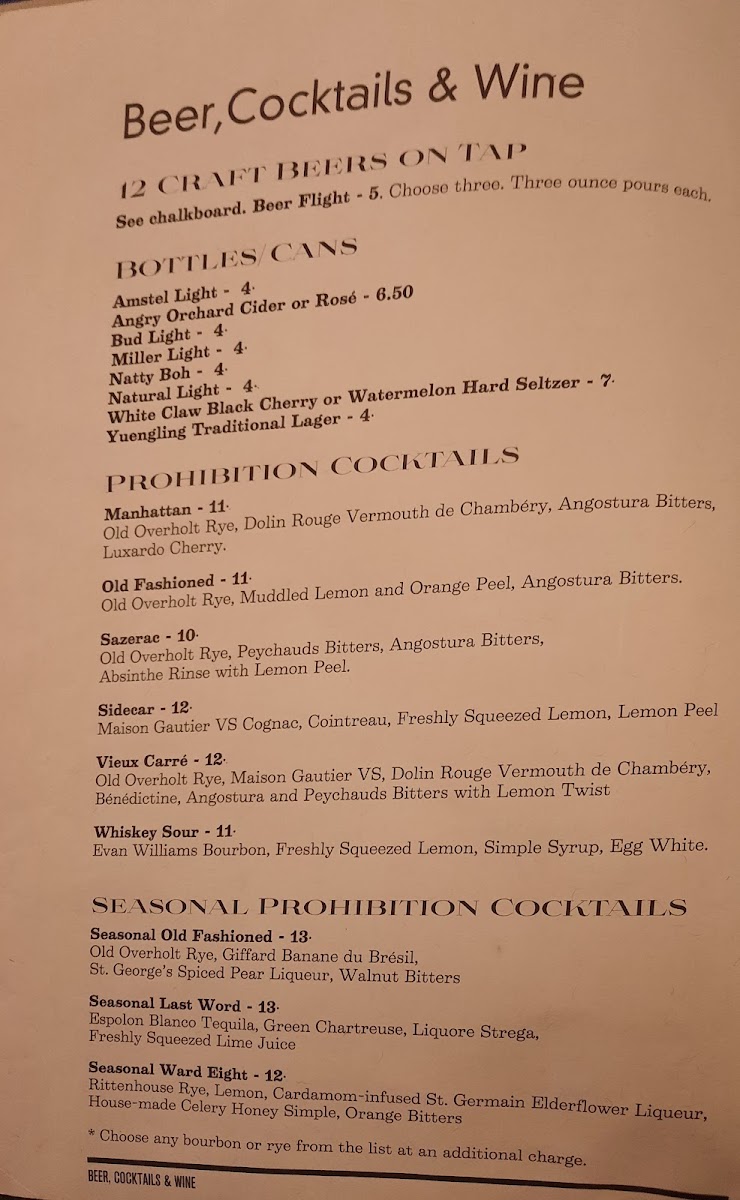 Beer, Cocktails & Wine
12 CRAFT BEERS ON TAP
See chalkboard. Beer Flight - 5. Choose three. Three ounce pours each.
BOTTLES/CANS
Amstel Light - 4.
Angry Orchard Cider or Rosé - 6.50
Bud Light - 4.
Miller Light - 4.
Natty Boh - 4.
Natural Light - 4.
White Claw Black Cherry or Watermelon Hard Seltzer - 7.
Yuengling Traditional Lager - 4.
PROHIBITION COCKTAILS
Manhattan - 11.
Old Overholt Rye, Dolin Rouge Vermouth de Chambéry, Angostura Bitters,
Luxardo Cherry.
Old Fashioned - 11.
Old Overholt Rye, Muddled Lemon and Orange Peel, Angostura Bitters.
Sazerac - 10.
Old Overholt Rye, Peychauds Bitters, Angostura Bitters,
Absinthe Rinse with Lemon Peel.
Sidecar - 12.
Maison Gautier VS Cognac, Cointreau, Freshly Squeezed Lemon, Lemon Peel
Vieux Carré - 12.
Old Overholt Rye, Maison Gautier VS, Dolin Rouge Vermouth de Chambéry,
Bénédictine, Angostura and Peychauds Bitters with Lemon Twist
Whiskey Sour - 11.
Evan Williams Bourbon, Freshly Squeezed Lemon, Simple Syrup, Egg White.
SEASONAL PROHIBITION COCKTAILS
Seasonal Old Fashioned - 13.
Old Overholt Rye, Giffard Banane du Brésil,
St. George's Spiced Pear Liqueur, Walnut Bitters
Seasonal Last Word - 13.
Espolon Blanco Tequila, Green Chartreuse, Liquore Strega,
Freshly Squeezed Lime Juice
Seasonal Ward Eight - 12.
Rittenhouse Rye, Lemon, Cardamom-infused St. Germain Elderflower Liqueur,
House-made Celery Honey Simple, Orange Bitters
* Choose any bourbon or rye from the list at an additional charge.
BEER, COCKTAILS & WINE